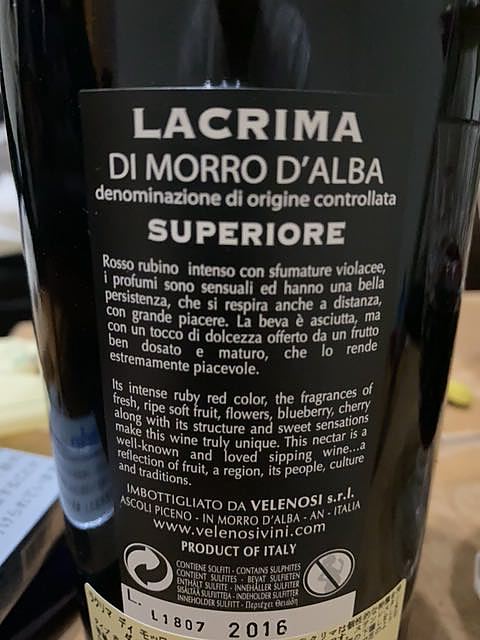 LACRIMA
DI MORRO D'ALBA
denominazione di origine controllata
SUPERIORE
Rosso rubino intenso con sfumature violacee,
i profumi sono sensuali ed hanno una bella
persistenza, che si respira anche a distanza,
con grande piacere. La beva è asciutta, ma
con un tocco di dolcezza offerto da un frutto
ben dosato e maturo, che lo rende
estremamente piacevole.
Its intense ruby red color, the fragrances of
fresh, ripe soft fruit, flowers, blueberry, cherry
along with its structure and sweet sensations
make this wine truly unique. This nectar is a
well-known and loved sipping wine...a
reflection of fruit, a region, its people, culture
and traditions.
IMBOTTIGLIATO DA VELENOSI s.r.l.
ASCOLI PICENO - IN MORRO D'ALBA - AN - ITALIA
www.velenosivini.com
PRODUCT OF ITALY
CONTIENE SOLFITI - CONTAINS SULPHITES
CONTIENT SULFITES - BEVAT SULFIETEN
ENTHÄLT SULFITE - INNEHÅLLER SULFITER
SISÄLTÄÄ SULFIITTEJA - INDEHOLDER SULFITTER
INNEHOLDER SULFITT - Περιέχει Θειώδη
L. L1807 2016